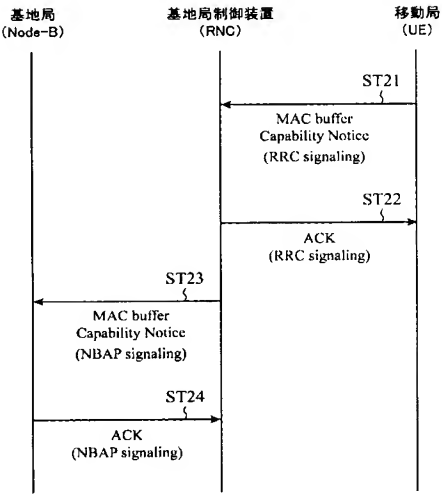 基地局
(Node-B)
基地局制御装置
(RNC)
移動局
(UE)
ST21
MAC buffer
Capability Notice
(RRC signaling)
ST22
ACK
(RRC signaling)
ST23
MAC buffer
Capability Notice
(NBAP signaling)
ST24
ACK
(NBAP signaling)